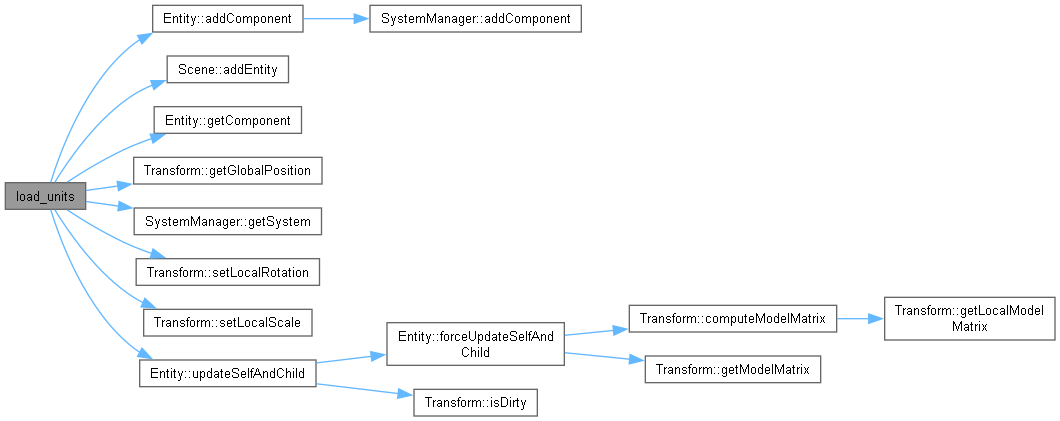 Entity::addComponent
SystemManager::addComponent
Scene::addEntity
Entity::getComponent
Transform::getGlobalPosition
load_units
SystemManager::getSystem
Transform::setLocalRotation
Transform::setLocalScale
Entity::updateSelfAndChild
Entity::forceUpdateSelfAnd
Child
Transform::isDirty
Transform::computeModelMatrix
Transform::getModelMatrix
Transform::getLocalModel
Matrix